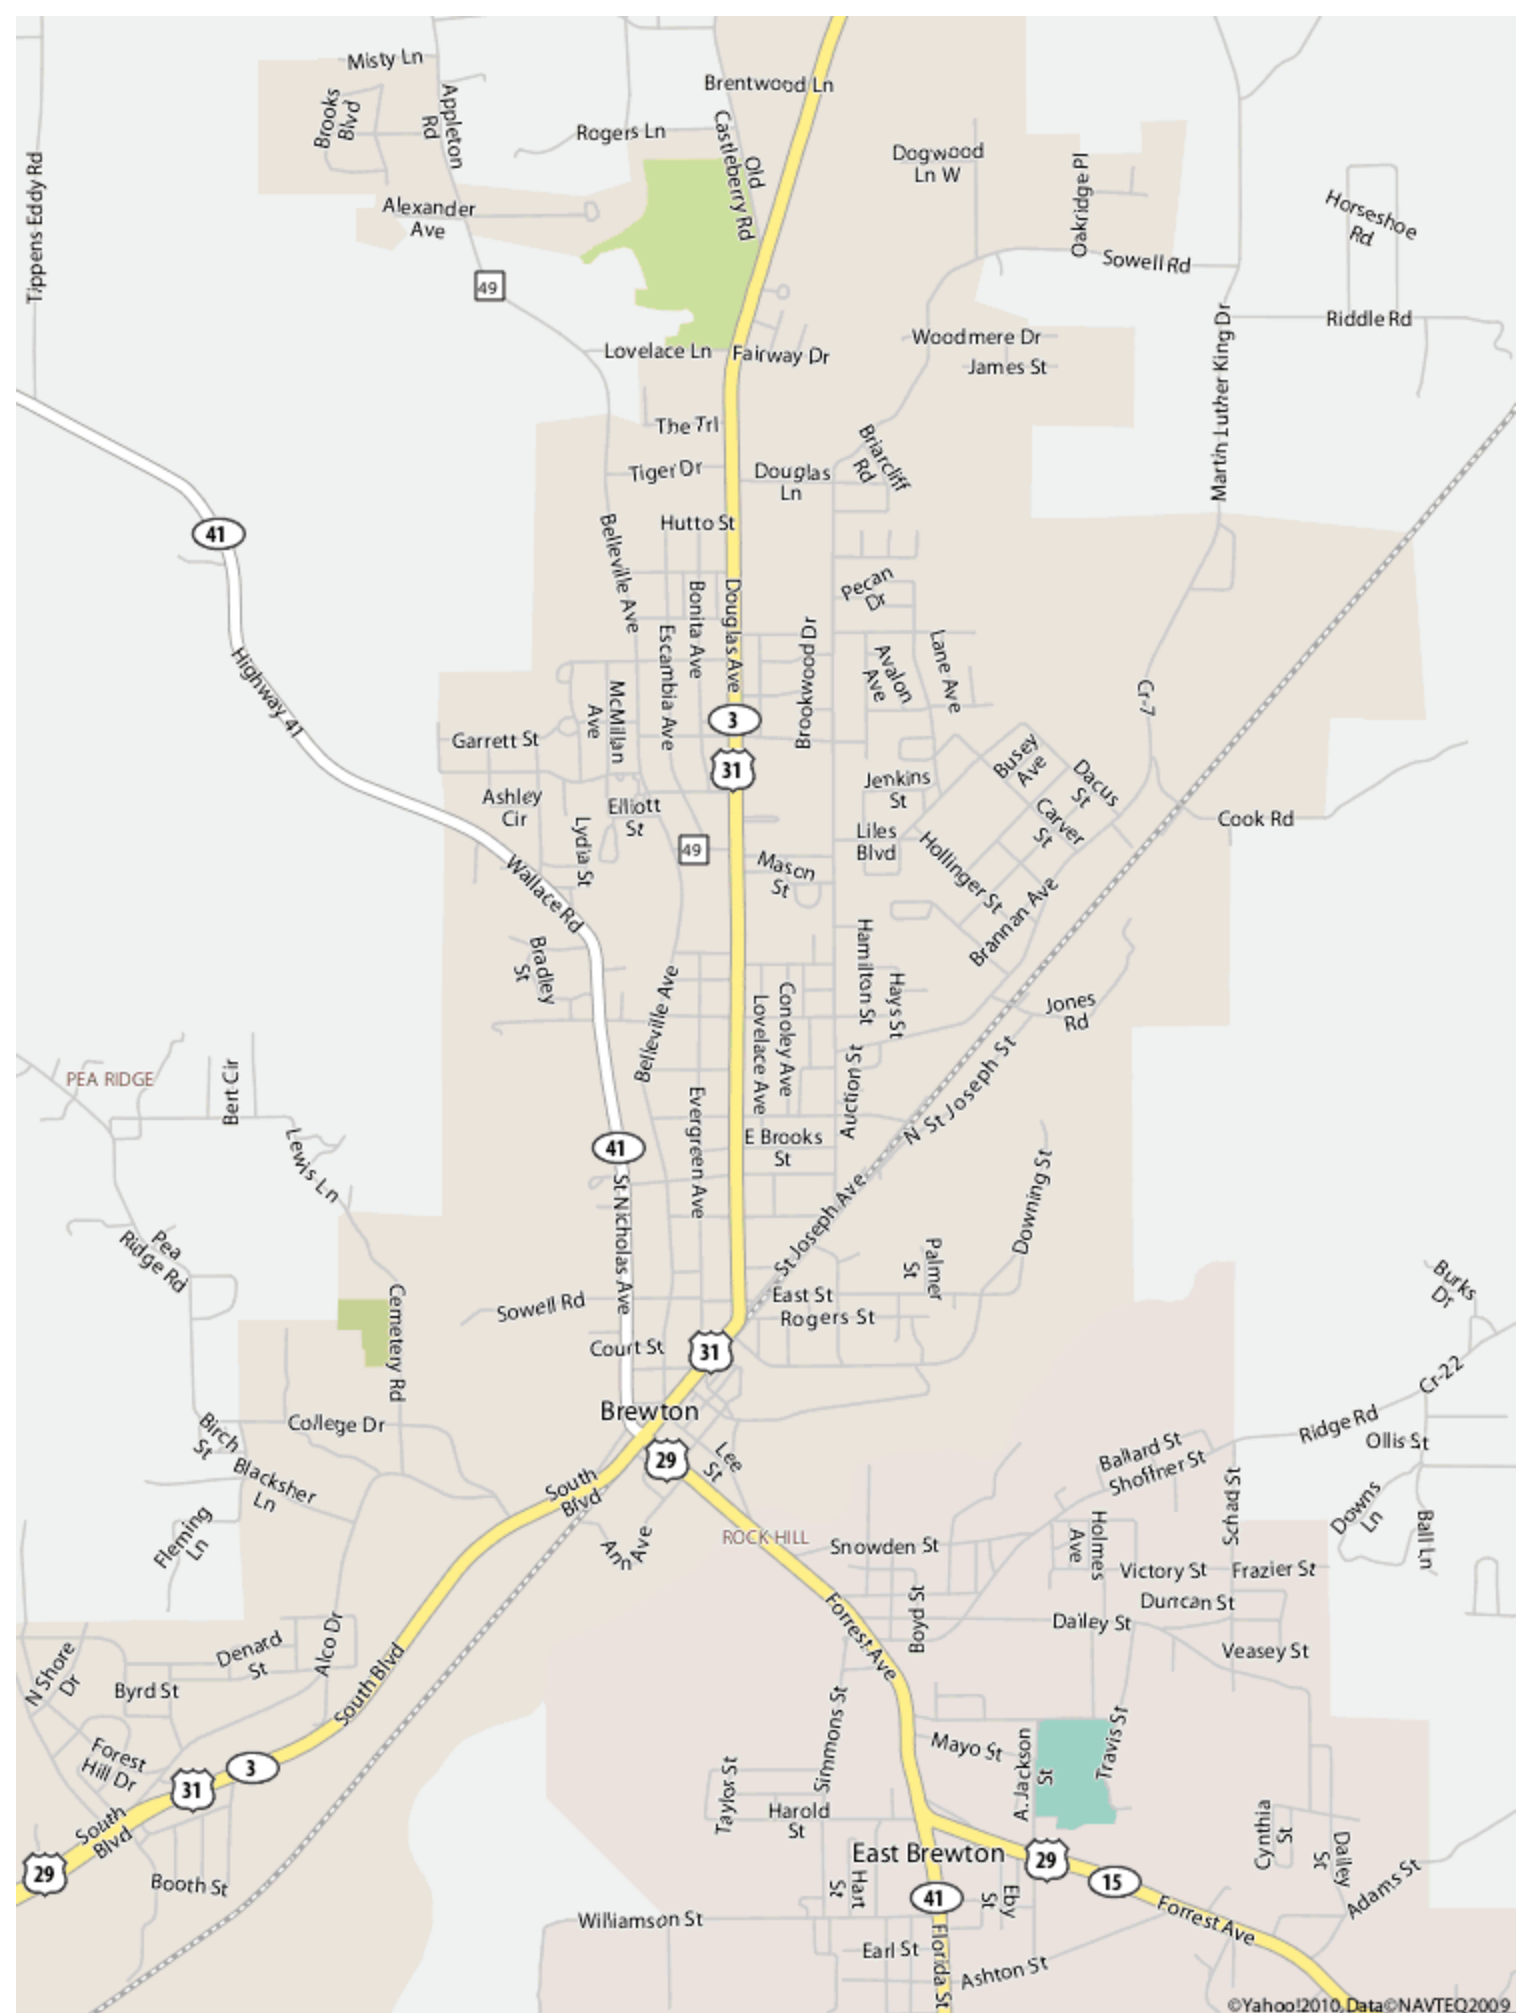 Misty Ln
Brentwood Ln
Brooks
Blvd
Appleton
Rd
Rogers Ln
Old
Castleberry Rd
Dogwood
Ln W
Oakridge Pl
Tippens Eddy Rd
Alexander
Ave
Horseshoe
Rd
Sowell Rd
49
Riddle Rd
Martin Luther King Dr
Lovelace Ln
Fairway Dr
Woodmere Dr
James St
The Trl
Briarcliff
Rd
Tiger Dr
Douglas
Ln
41
Hutto St
Belleville Ave
Pecan
Dr
Bonita Ave
Douglas Ave
Escambia Ave
Brookwood Dr
Avalon
Ave
Lane Ave
Highway 41
McMillan
Ave
Cr-7
3
Garrett St
31
Busey
Ave
Dacus
St
Jenkins
St
Ashley
Cir
Elliott
St
Carver
St
Cook Rd
Lydia St
49
Liles
Blvd
Hollinger St
Mason
St
Wallace Rd
Brannan Ave
Bradley
St
Hamilton St
Hays St
Belleville Ave
Conoley Ave
Lovelace Ave
Jones
Rd
PEA RIDGE
Bert Cir
Auction St
N St Joseph St
Evergreen Ave
Lewis Ln
41
E Brooks
St
St Nicholas Ave
St Joseph Ave
Downing St
Pea
Ridge Rd
Palmer
St
Burks
Dr
Cemetery Rd
Sowell Rd
East St
Rogers St
Court St
31
Cr-22
Brewton
Birch
St
College Dr
Ridge Rd
Ollis St
Ballard St
Shoffner St
29
Lee
St
Blacksher
Ln
South
Blvd
Schad St
Downs
Ln
Ball Ln
Fleming
Ln
Ann
Ave
ROCK HILL
Snowden St
Holmes
Ave
Victory St
Frazier St
Boyd St
Duncan St
Forrest Ave
Dailey St
Alco Dr
Denard
St
Veasey St
N Shore
Dr
Byrd St
South Blvd
Simmons St
Mayo St
Travis St
A.Jackson
St
Forest
Hill Dr
3
31
Taylor St
Harold
St
Cynthia
St
South
Blvd
East Brewton
29
Dailey
St
29
Booth St
Hart
St
41
Eby
St
15
Adams St
Williamson St
Forrest Ave
Earl St
Florida St
Ashton St
©Yahoo!2010, Data©NAVTEQ2009